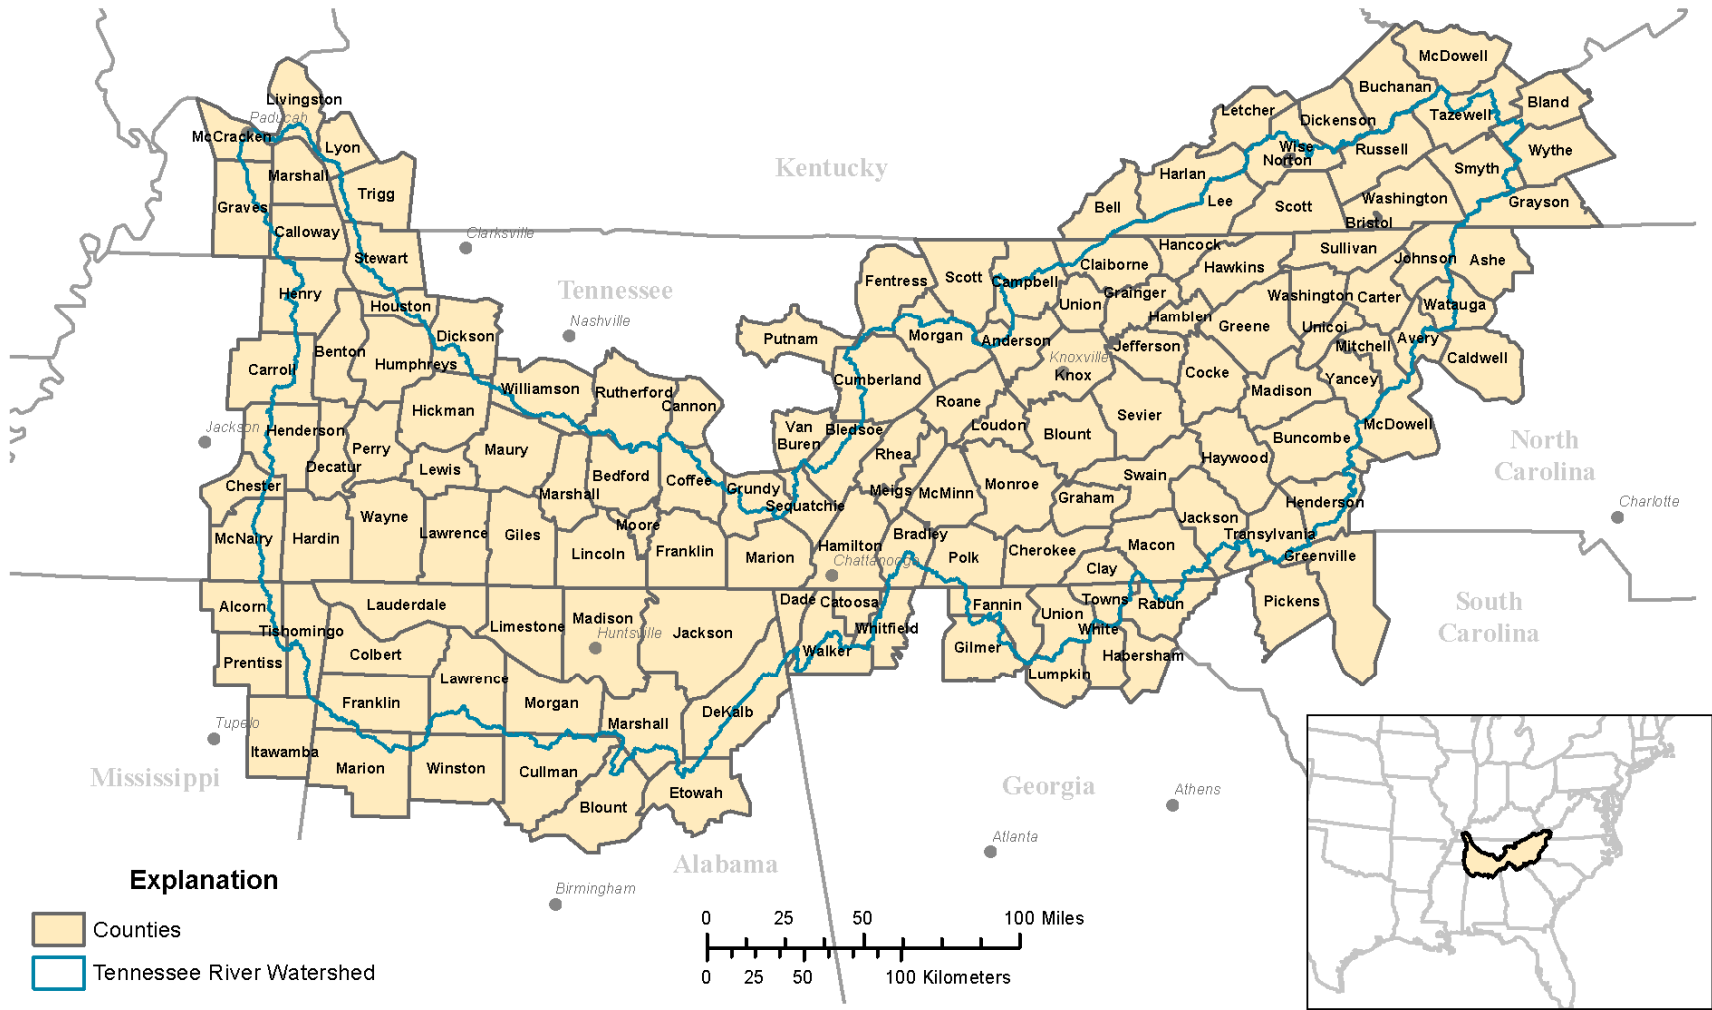 McDowell
Buchanan
Bland
Livingston
Letcher
Tazewell
Paducah
Dickenson
McCracken
Lyon
Wise
Russell
Wythe
Norton
Kentucky
Marshall
Harlan
Smyth
Trigg
Graves
Bell
Lee
Scott
Washington
Grayson
Bristol
Calloway
Clarksville
Hancock
Sullivan
Stewart
Claiborne
Hawkins
Johnson
Ashe
Fentress
Scott
Campbell
Henry
Tennessee
Union
Grainger
Washington
Carter
Watauga
Houston
Hamblen
Nashville
Greene
Unicoi
Dickson
Putnam
Morgan
Anderson
Jefferson
Mitchell
Avery
Benton
Knoxville
Caldwell
Carroll
Humphreys
Cumberland
Knox
Cocke
Yancey
Williamson
Rutherford
Madison
Cannon
Roane
Hickman
Sevier
Jackson
Henderson
Van
Buren
Bledsoe
Loudon
Blount
Buncombe
McDowell
North
Carolina
Perry
Maury
Rhea
Haywood
Decatur
Lewis
Bedford
Coffee
Swain
Chester
Marshall
Grundy
Meigs
McMinn
Monroe
Graham
Henderson
Charlotte
Sequatchie
Wayne
Moore
Jackson
McNairy
Hardin
Lawrence
Giles
Lincoln
Franklin
Marion
Hamilton
Bradley
Polk
Cherokee
Macon
Transylvania
Greenville
Chattanooga
Clay
Alcorn
Lauderdale
Limestone
Madison
Dade
Catoosa
Fannin
Union
Towns
Rabun
Pickens
South
Carolina
Tishomingo
Huntsville
Jackson
Whitfield
White
Prentiss
Colbert
Walker
Gilmer
Habersham
Lawrence
Lumpkin
Franklin
Morgan
Tupelo
Marshall
DeKalb
Itawamba
Mississippi
Marion
Winston
Cullman
Georgia
Athens
Etowah
Blount
Atlanta
Alabama
Birmingham
Explanation
Counties
Tennessee River Watershed
0 25 50 100 Miles
0 25 50 100 Kilometers